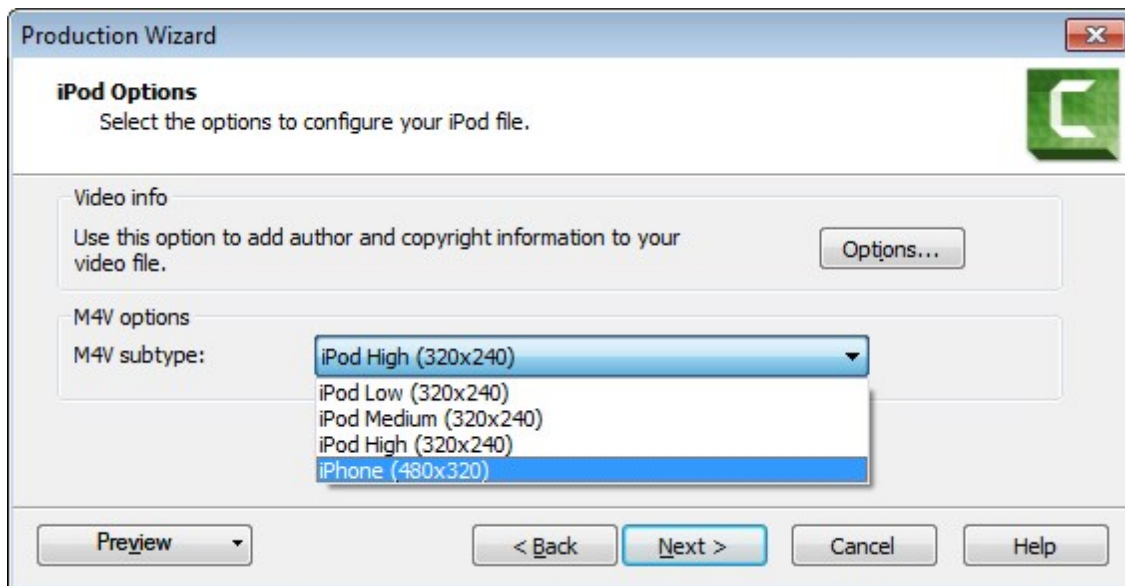 Production Wizard
iPod Options
Select the options to configure your iPod file.
Video info
Use this option to add author and copyright information to your
video file.
Options...
M4V options
M4V subtype:
iPod High (320x240)
iPod Low (320x240)
iPod Medium (320x240)
iPod High (320x240)
iPhone (480x320)
Preview
< Back
Next >
Cancel
Help